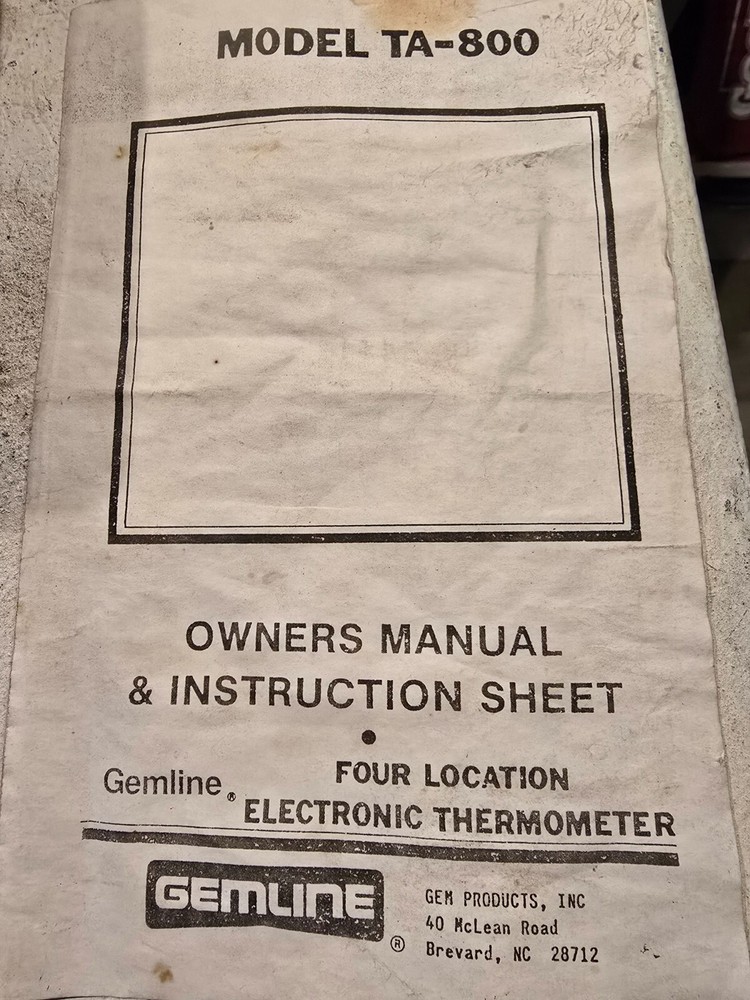 MODEL TA-800
OWNERS MANUAL
& INSTRUCTION SHEET
•
Gemline® FOUR LOCATION
ELECTRONIC THERMOMETER
GEMLINE®
GEM PRODUCTS, INC
40 McLean Road
Brevard, NC 28712